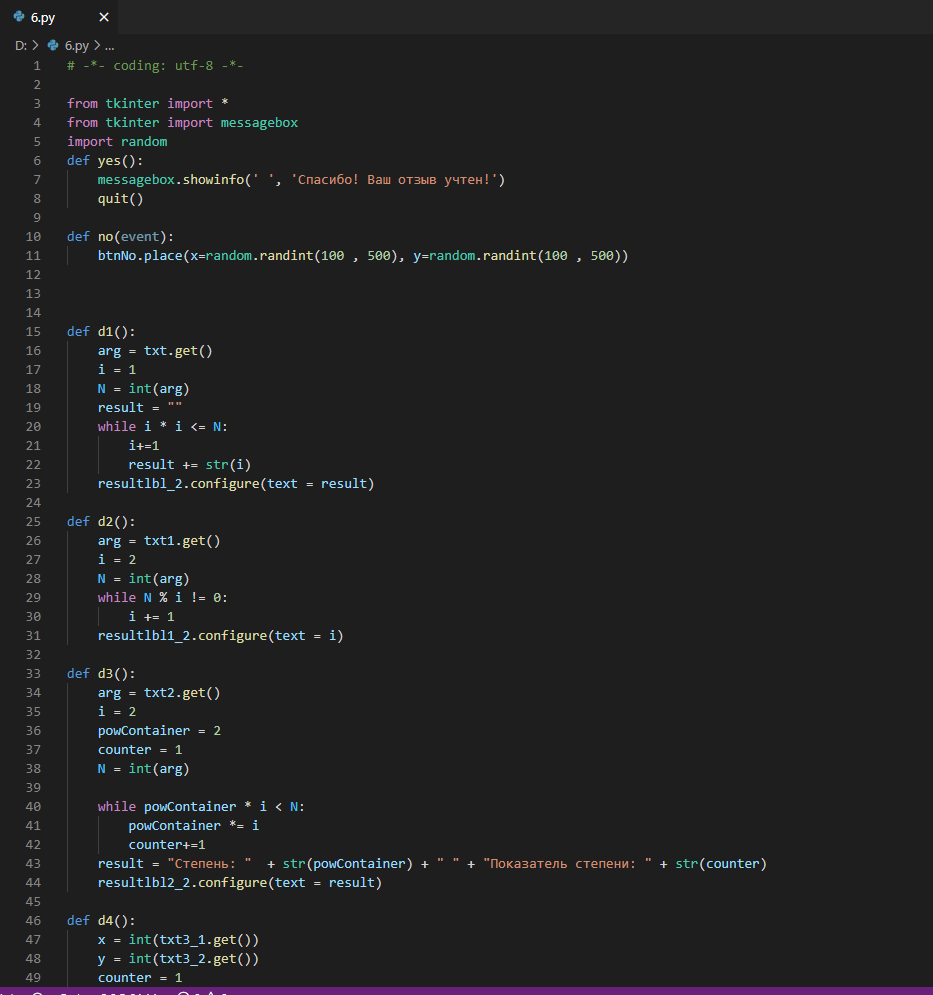 6.py
D: > 6.py > ...
1 # -*- coding: utf-8 -*-
2
3 from tkinter import *
4 from tkinter import messagebox
5 import random
6 def yes():
7     messagebox.showinfo(' ', 'Спасибо! Ваш отзыв учтен!')
8     quit()
9
10 def no(event):
11     btnNo.place(x=random.randint(100 , 500), y=random.randint(100 , 500))
12
13
14
15 def d1():
16     arg = txt.get()
17     i = 1
18     N = int(arg)
19     result = ""
20     while i * i <= N:
21         i+=1
22         result += str(i)
23     resultlbl_2.configure(text = result)
24
25 def d2():
26     arg = txt1.get()
27     i = 2
28     N = int(arg)
29     while N % i != 0:
30         i += 1
31     resultlbl1_2.configure(text = i)
32
33 def d3():
34     arg = txt2.get()
35     i = 2
36     powContainer = 2
37     counter = 1
38     N = int(arg)
39
40     while powContainer * i < N:
41         powContainer *= i
42         counter+=1
43     result = "Степень: "  + str(powContainer) + " " + "Показатель степени: " + str(counter)
44     resultlbl2_2.configure(text = result)
45
46 def d4():
47     x = int(txt3_1.get())
48     y = int(txt3_2.get())
49     counter = 1